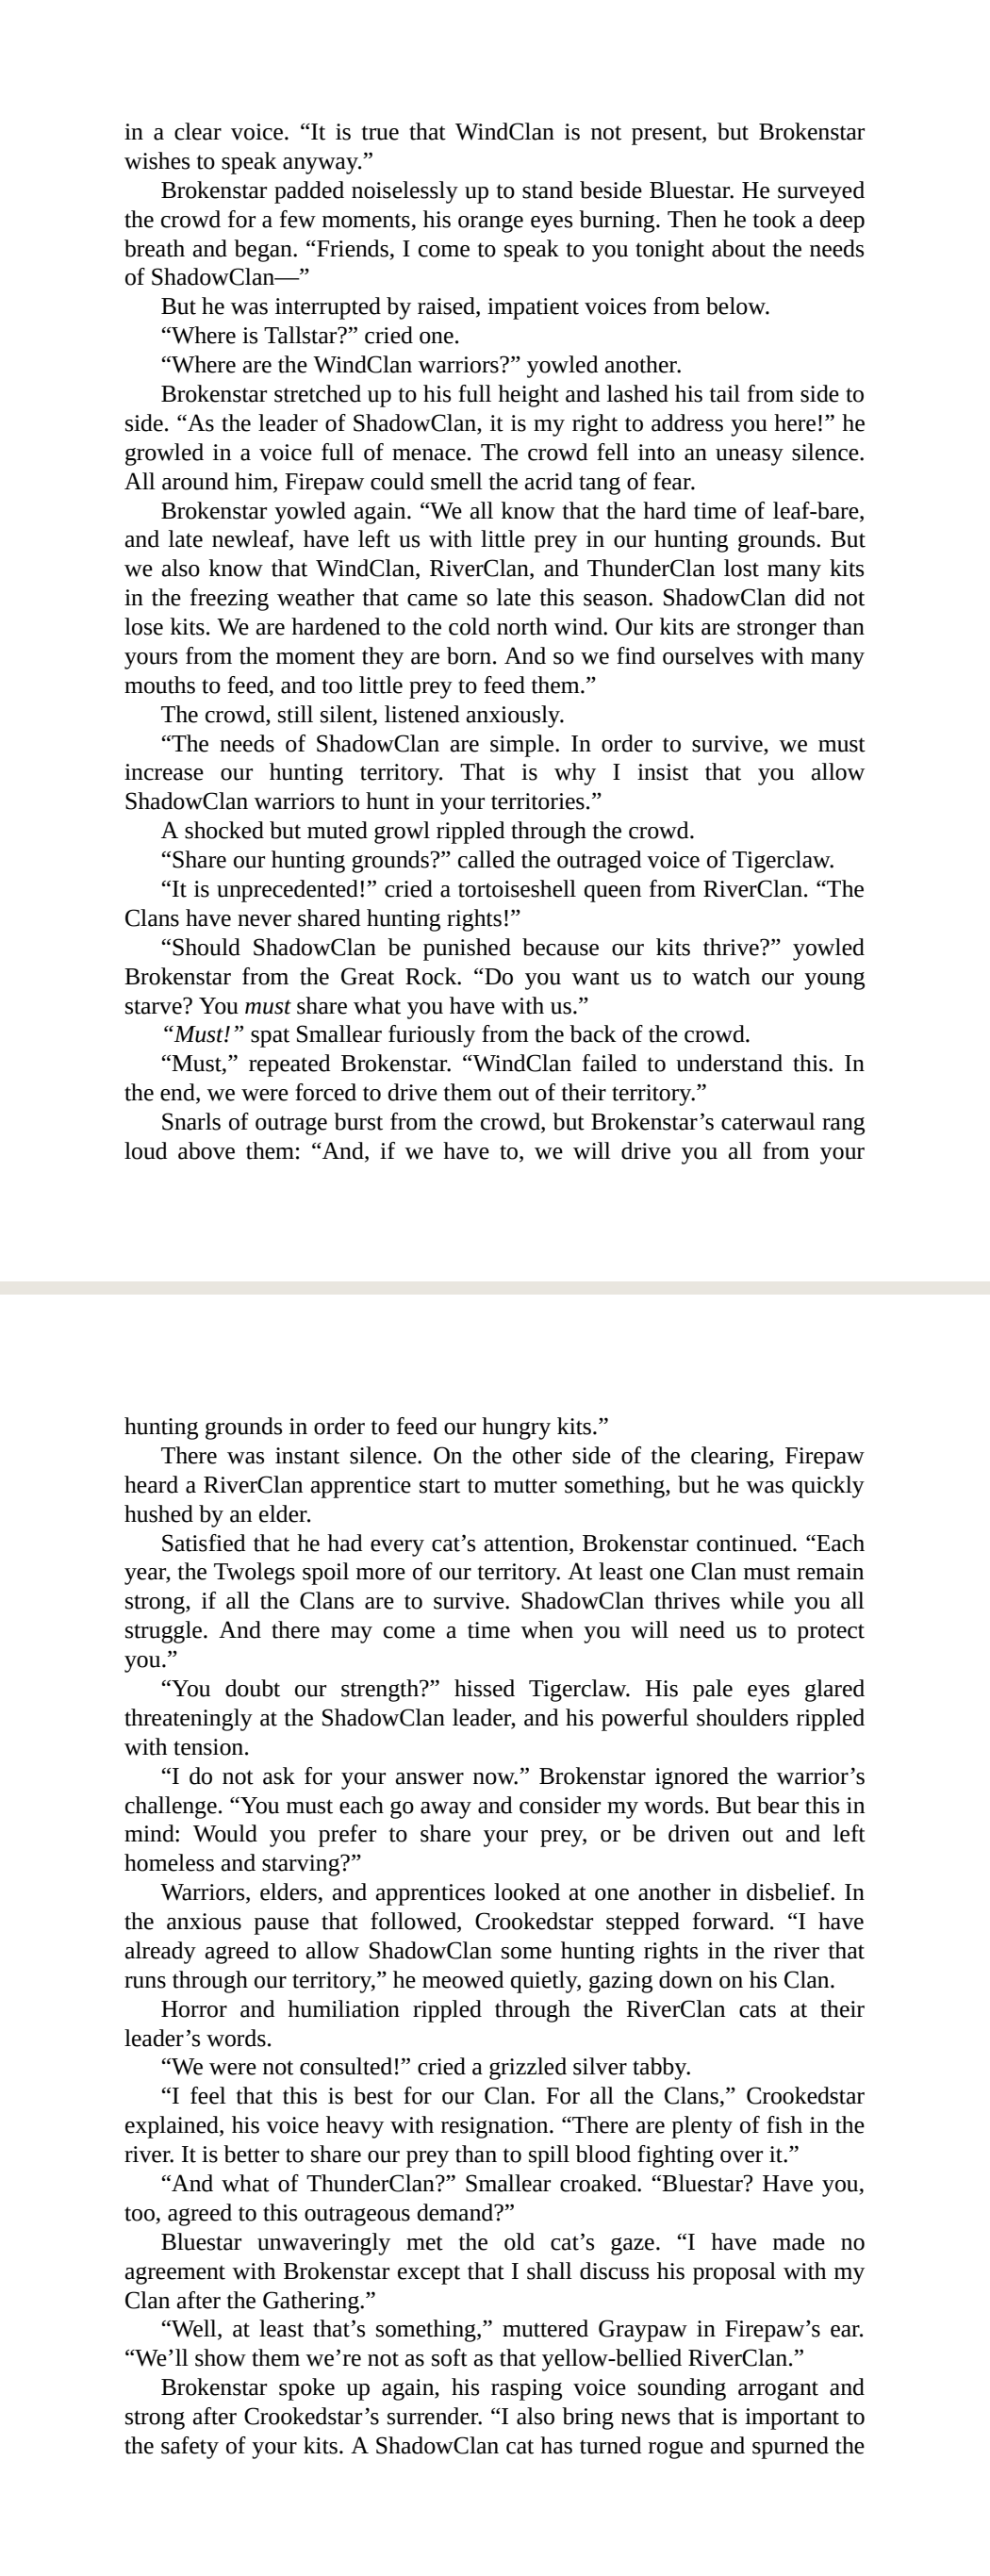 in a clear voice. “It is true that WindClan is not present, but Brokenstar
wishes to speak anyway.”
Brokenstar padded noiselessly up to stand beside Bluestar. He surveyed
the crowd for a few moments, his orange eyes burning. Then he took a deep
breath and began. “Friends, I come to speak to you tonight about the needs
of ShadowClan—”
But he was interrupted by raised, impatient voices from below.
“Where is Tallstar?” cried one.
“Where are the WindClan warriors?” yowled another.
Brokenstar stretched up to his full height and lashed his tail from side to
side. “As the leader of ShadowClan, it is my right to address you here!” he
growled in a voice full of menace. The crowd fell into an uneasy silence.
All around him, Firepaw could smell the acrid tang of fear.
Brokenstar yowled again. “We all know that the hard time of leaf-bare,
and late newleaf, have left us with little prey in our hunting grounds. But
we also know that WindClan, RiverClan, and ThunderClan lost many kits
in the freezing weather that came so late this season. ShadowClan did not
lose kits. We are hardened to the cold north wind. Our kits are stronger than
yours from the moment they are born. And so we find ourselves with many
mouths to feed, and too little prey to feed them.”
The crowd, still silent, listened anxiously.
“The needs of ShadowClan are simple. In order to survive, we must
increase our hunting territory. That is why I insist that you allow
ShadowClan warriors to hunt in your territories.”
A shocked but muted growl rippled through the crowd.
“Share our hunting grounds?” called the outraged voice of Tigerclaw.
“It is unprecedented!” cried a tortoiseshell queen from RiverClan. “The
Clans have never shared hunting rights!”
“Should ShadowClan be punished because our kits thrive?” yowled
Brokenstar from the Great Rock. “Do you want us to watch our young
starve? You must share what you have with us.”
“Must!” spat Smallear furiously from the back of the crowd.
“Must,” repeated Brokenstar. “WindClan failed to understand this. In
the end, we were forced to drive them out of their territory.”
Snarls of outrage burst from the crowd, but Brokenstar’s caterwaul rang
loud above them: “And, if we have to, we will drive you all from your
hunting grounds in order to feed our hungry kits.”
There was instant silence. On the other side of the clearing, Firepaw
heard a RiverClan apprentice start to mutter something, but he was quickly
hushed by an elder.
Satisfied that he had every cat’s attention, Brokenstar continued. “Each
year, the Twolegs spoil more of our territory. At least one Clan must remain
strong, if all the Clans are to survive. ShadowClan thrives while you all
struggle. And there may come a time when you will need us to protect
you.”
“You doubt our strength?” hissed Tigerclaw. His pale eyes glared
threateningly at the ShadowClan leader, and his powerful shoulders rippled
with tension.
“I do not ask for your answer now.” Brokenstar ignored the warrior’s
challenge. “You must each go away and consider my words. But bear this in
mind: Would you prefer to share your prey, or be driven out and left
homeless and starving?”
Warriors, elders, and apprentices looked at one another in disbelief. In
the anxious pause that followed, Crookedstar stepped forward. “I have
already agreed to allow ShadowClan some hunting rights in the river that
runs through our territory,” he meowed quietly, gazing down on his Clan.
Horror and humiliation rippled through the RiverClan cats at their
leader’s words.
“We were not consulted!” cried a grizzled silver tabby.
“I feel that this is best for our Clan. For all the Clans,” Crookedstar
explained, his voice heavy with resignation. “There are plenty of fish in the
river. It is better to share our prey than to spill blood fighting over it.”
“And what of ThunderClan?” Smallear croaked. “Bluestar? Have you,
too, agreed to this outrageous demand?”
Bluestar unwaveringly met the old cat’s gaze. “I have made no
agreement with Brokenstar except that I shall discuss his proposal with my
Clan after the Gathering.”
“Well, at least that’s something,” muttered Graypaw in Firepaw’s ear.
“We’ll show them we’re not as soft as that yellow-bellied RiverClan.”
Brokenstar spoke up again, his rasping voice sounding arrogant and
strong after Crookedstar’s surrender. “I also bring news that is important to
the safety of your kits. A ShadowClan cat has turned rogue and spurned the